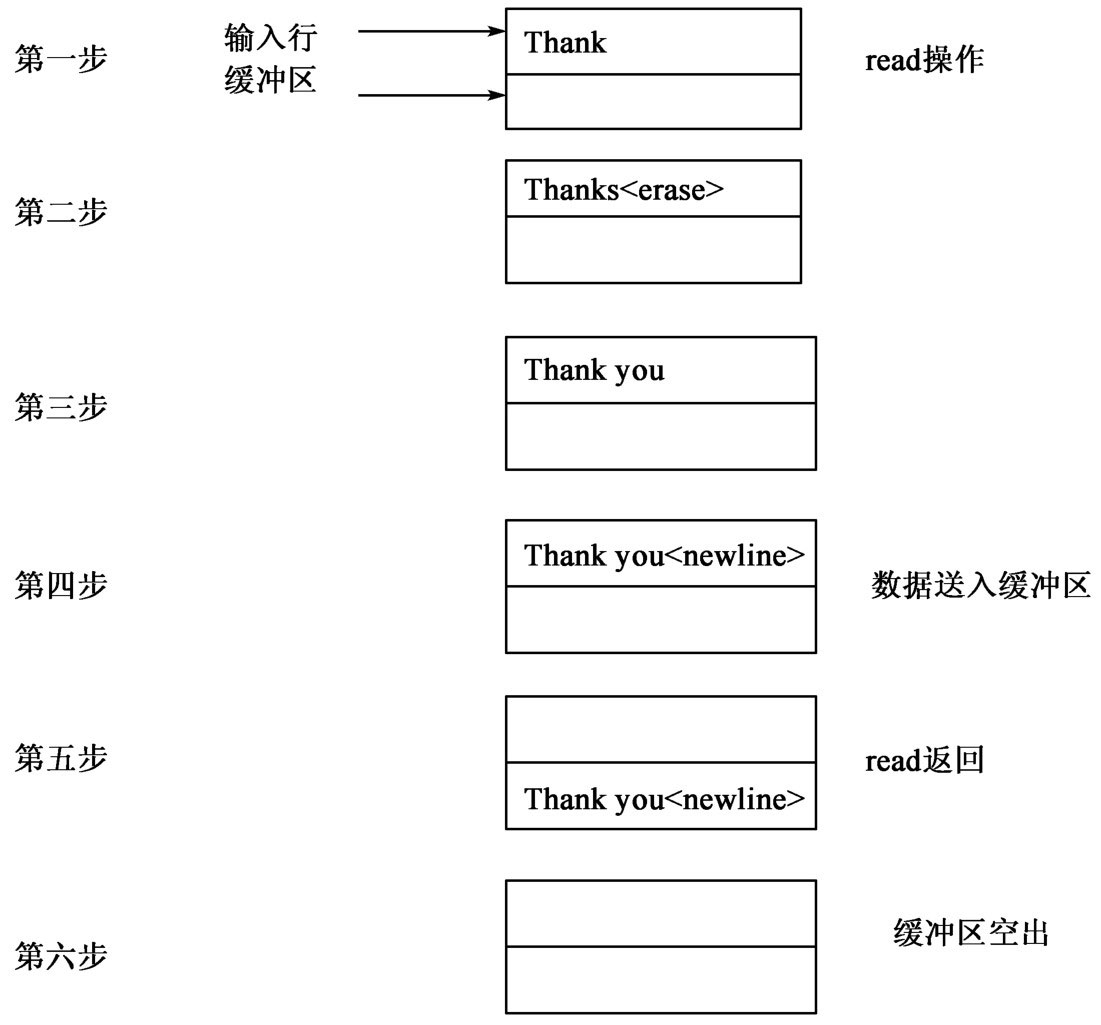 第一步
输入行
缓冲区
Thank
read操作
第二步
Thanks<erase>
第三步
Thank you
第四步
Thank you<newline>
数据送入缓冲区
第五步
read返回
Thank you<newline>
第六步
缓冲区空出